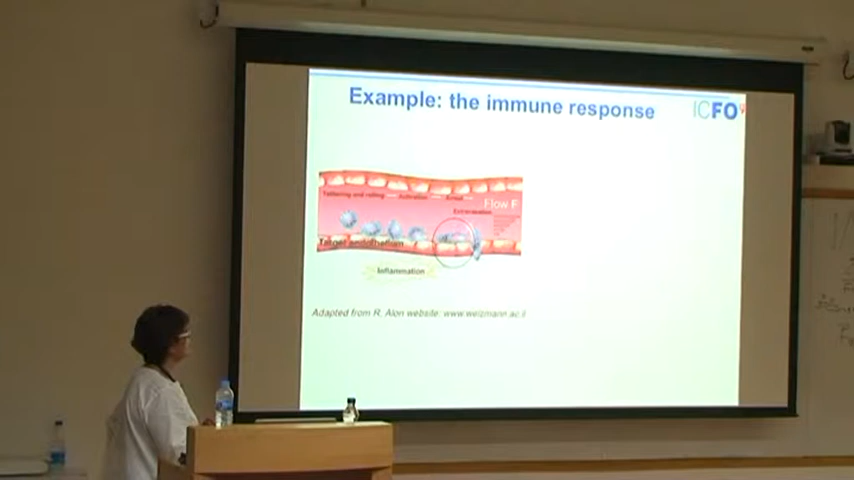 Example: the immune response
ICFO
Tethering and rolling Activation Arrest
Flow F
Extravasation
Target endothelium
Inflammation
Adapted from R. Alon website: www.weizmann.ac.il